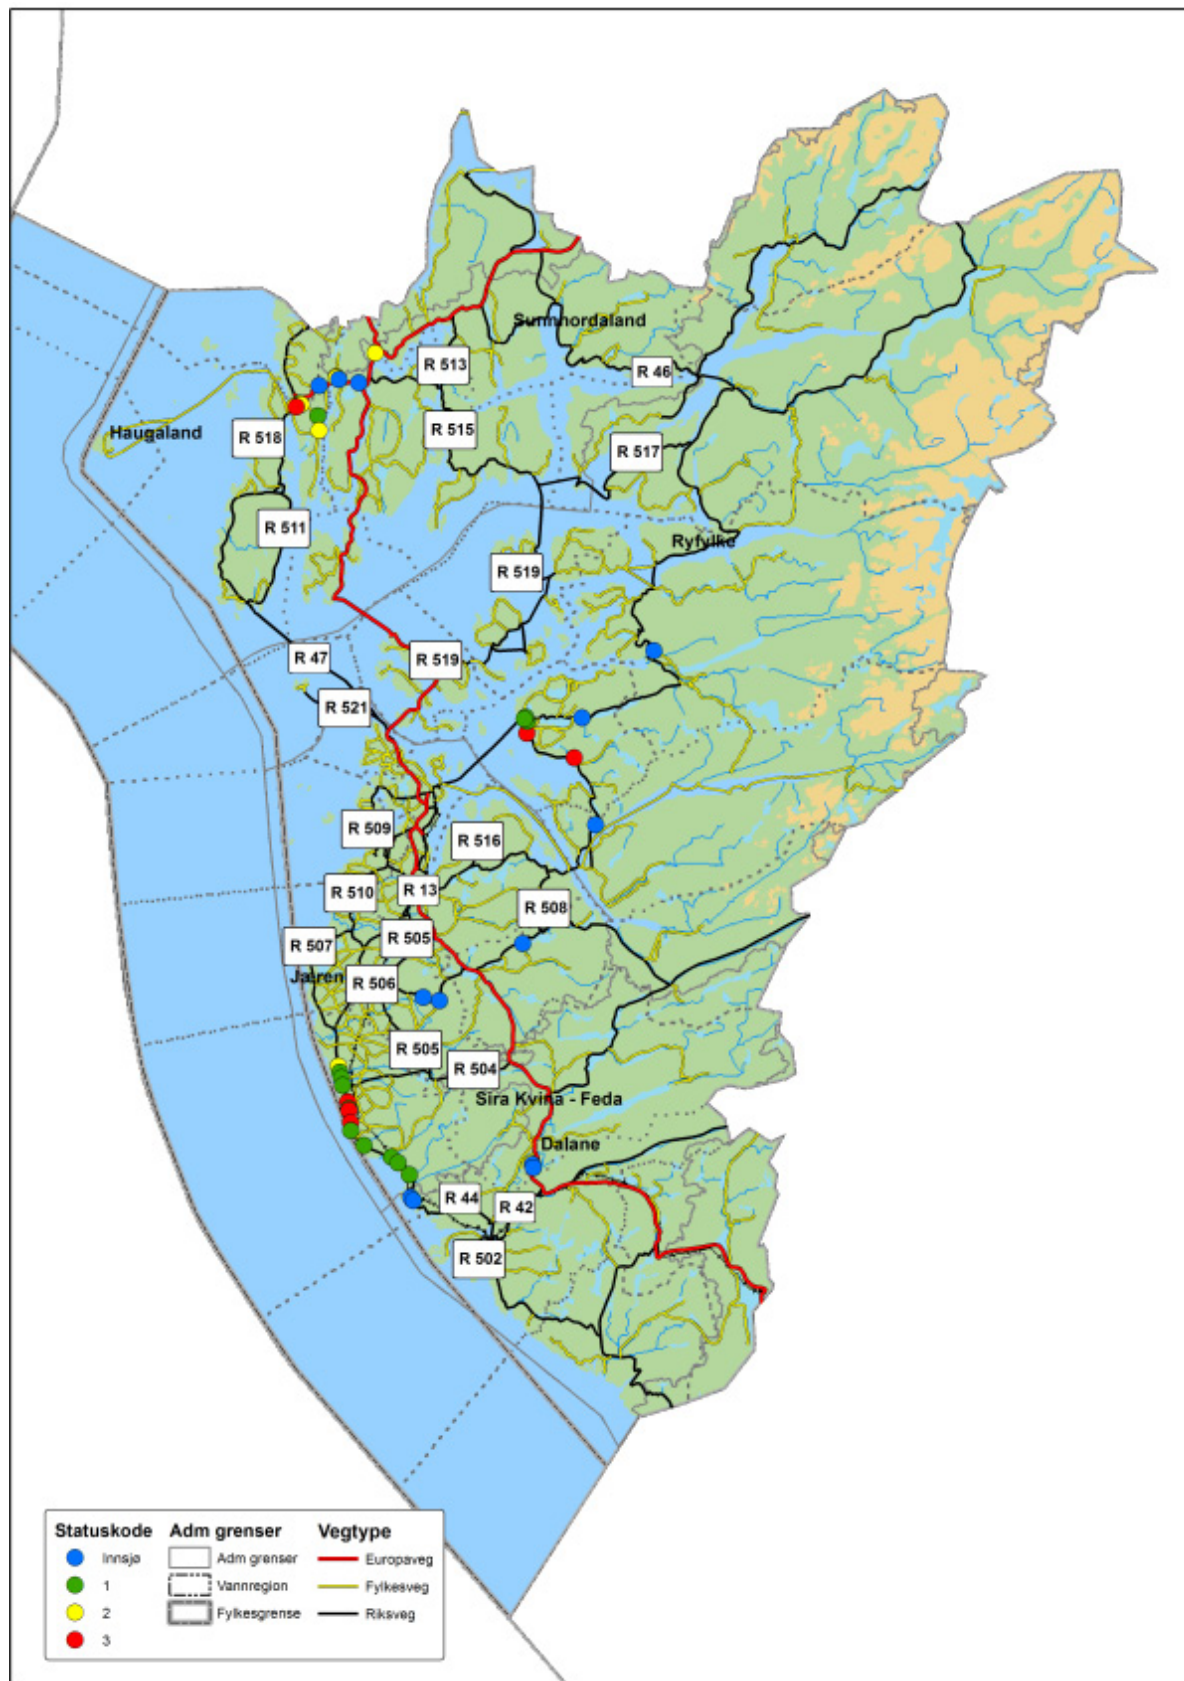 Sunnhordaland
R 513
R 46
Haugaland
R 518
R 515
R 517
R 511
Ryfylke
R 519
R 47
R 519
R 521
R 509
R 516
R 510
R 13
R 508
R 507
R 505
Jæren
R 506
R 505
R 504
Sira Kvina - Feda
Dalane
R 44
R 42
R 502
Statuskode Adm grenser Vegtype
Innsjø Adm grenser Europaveg
1 Vannregion Fylkesveg
2 Fylkesgrense Riksveg
3